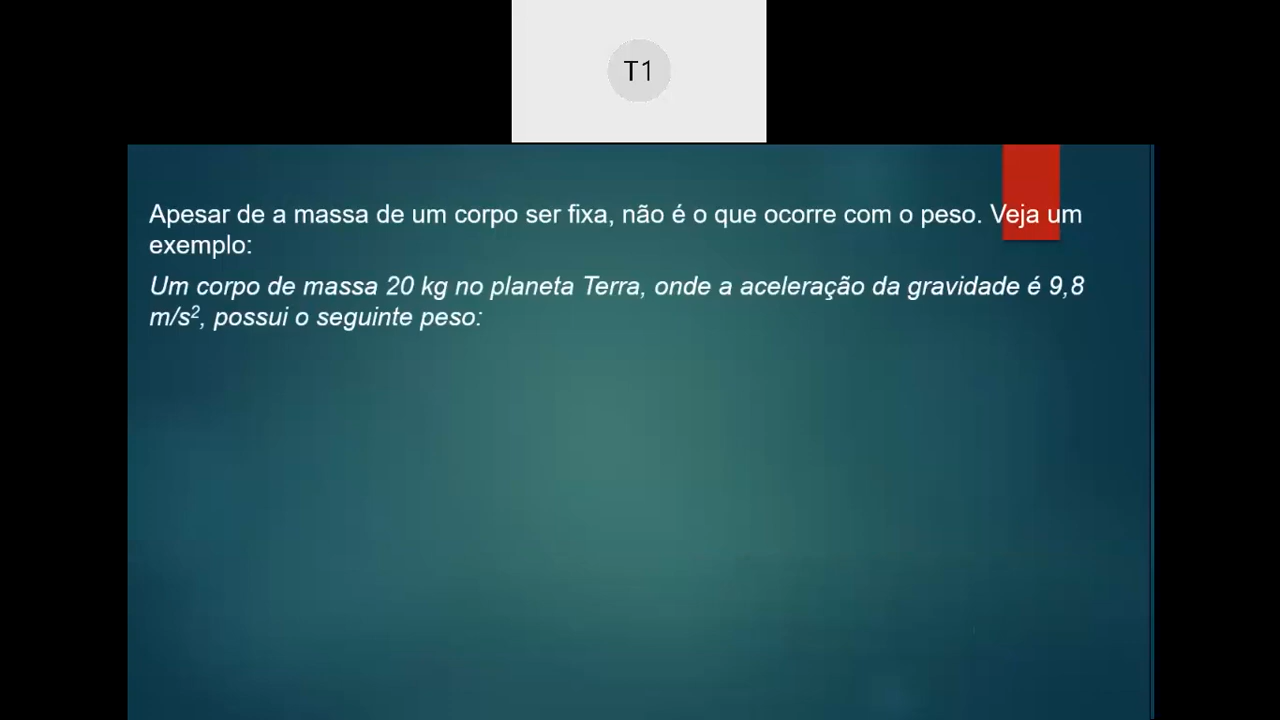 T1
Apesar de a massa de um corpo ser fixa, não é o que ocorre com o peso. Veja um
exemplo:
Um corpo de massa 20 kg no planeta Terra, onde a aceleração da gravidade é 9,8
m/s², possui o seguinte peso: